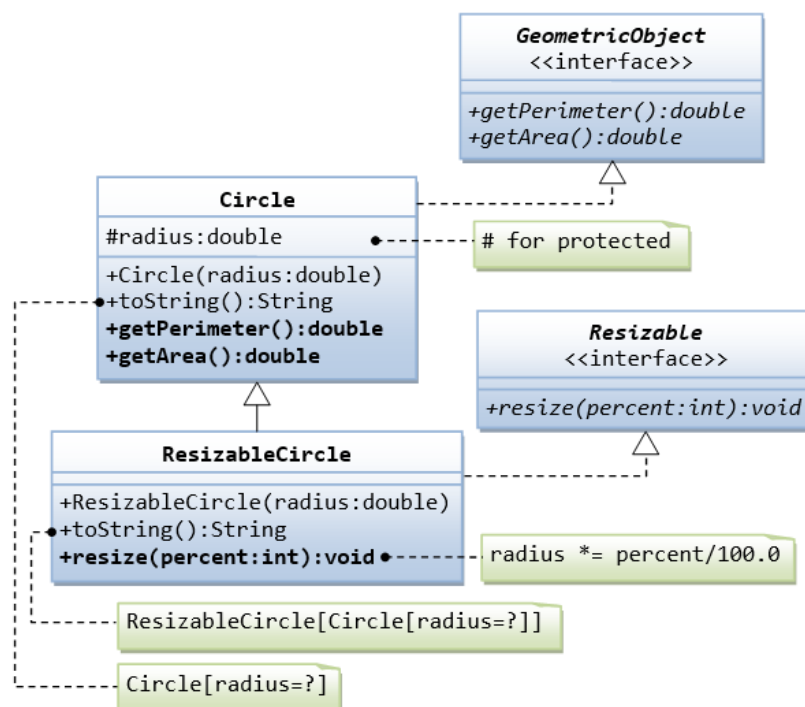 GeometricObject
<<interface>>
+getPerimeter():double
+getArea():double
Circle
#radius:double
# for protected
+Circle(radius:double)
+toString():String
+getPerimeter():double
+getArea():double
Resizable
<<interface>>
+resize(percent:int):void
ResizableCircle
+ResizableCircle(radius:double)
+toString():String
+resize(percent:int):void
radius *= percent/100.0
ResizableCircle[Circle[radius=?]]
Circle[radius=?]